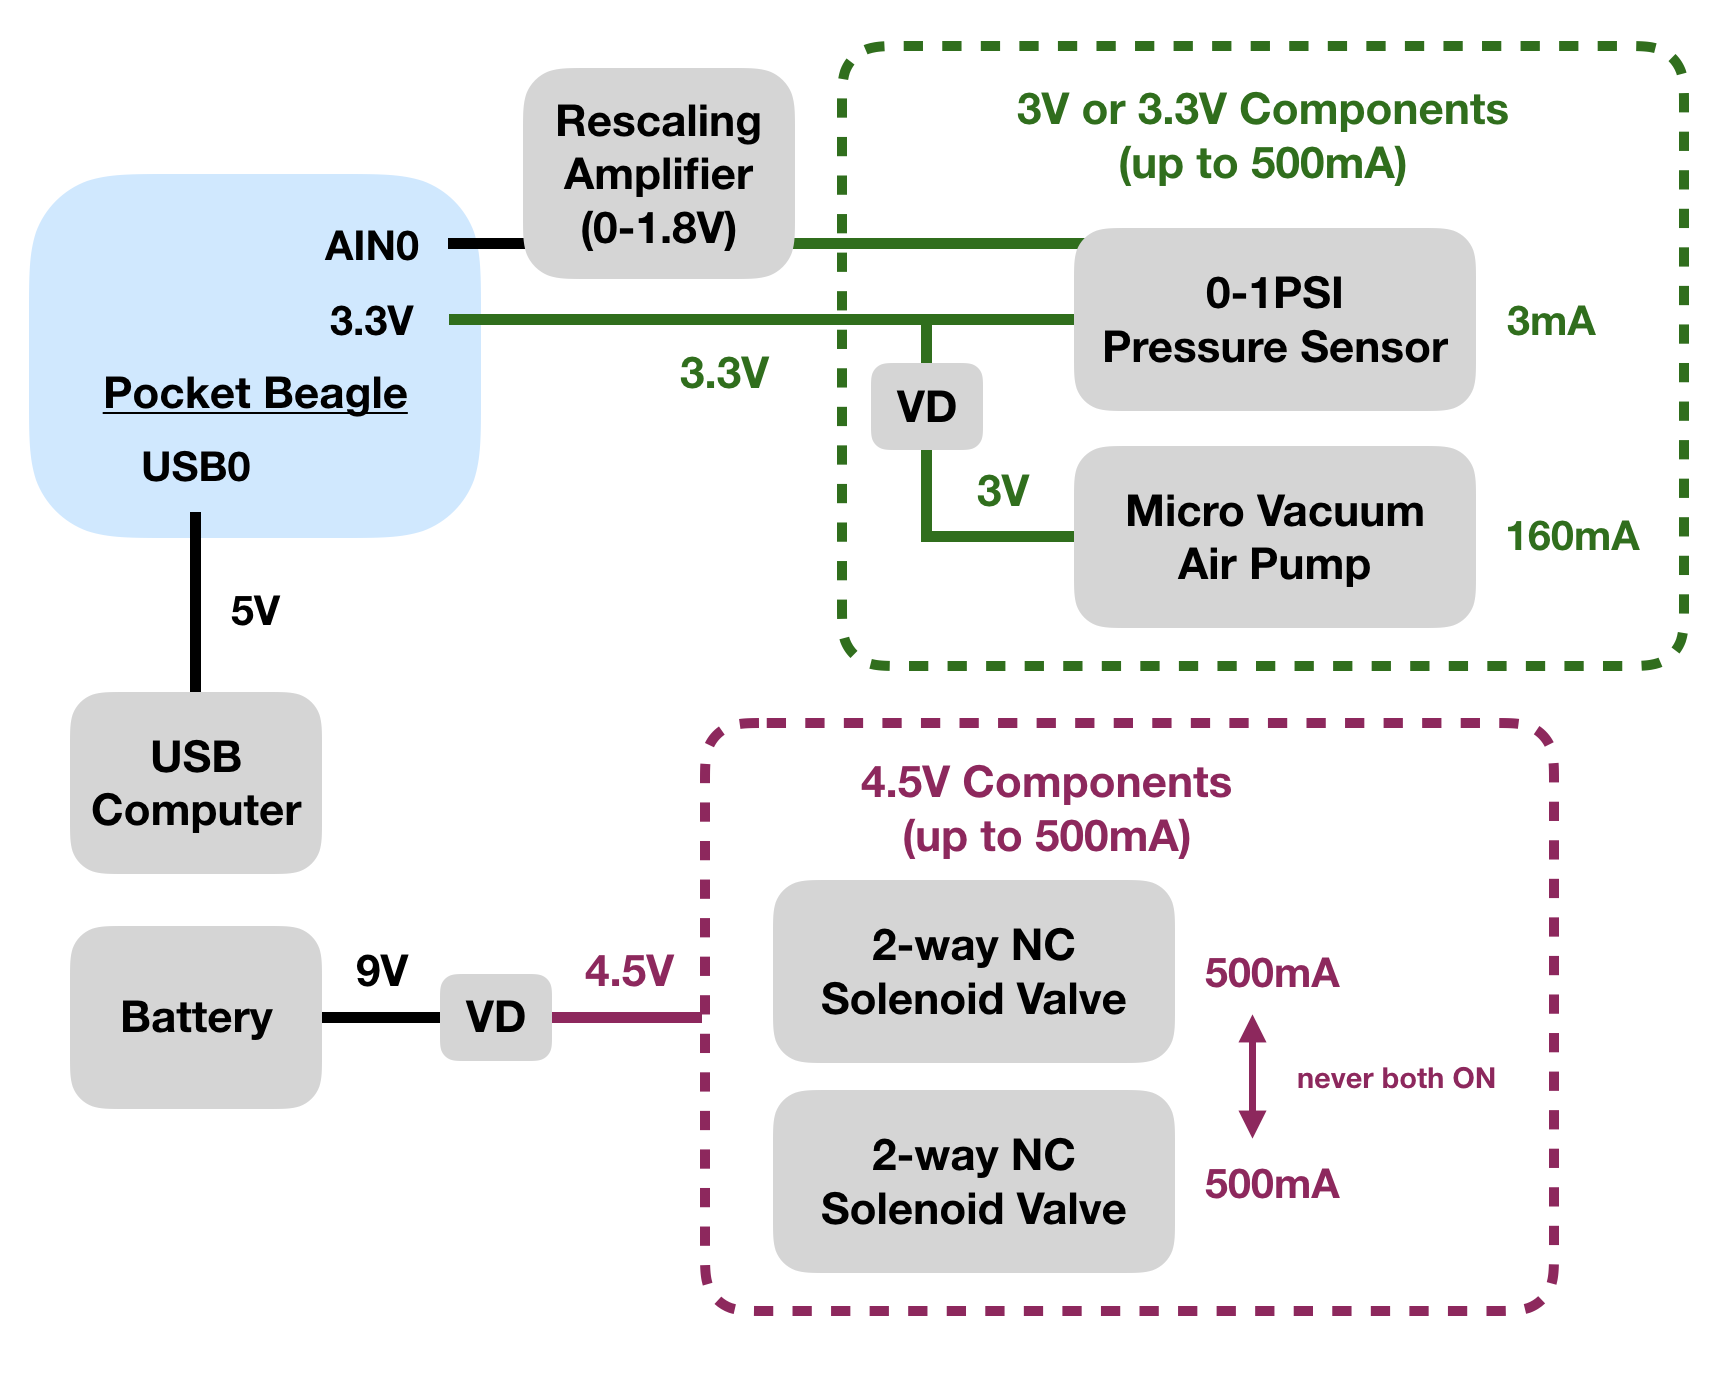 Rescaling
Amplifier
(0-1.8V)
3V or 3.3V Components
(up to 500mA)
AIN0
3.3V
Pocket Beagle
USB0
3.3V
0-1PSI
Pressure Sensor
3mA
VD
3V
Micro Vacuum
Air Pump
160mA
5V
USB
Computer
4.5V Components
(up to 500mA)
Battery
9V
VD
4.5V
2-way NC
Solenoid Valve
500mA
never both ON
2-way NC
Solenoid Valve
500mA